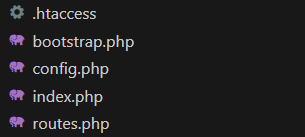 .htaccess
bootstrap.php
config.php
index.php
routes.php